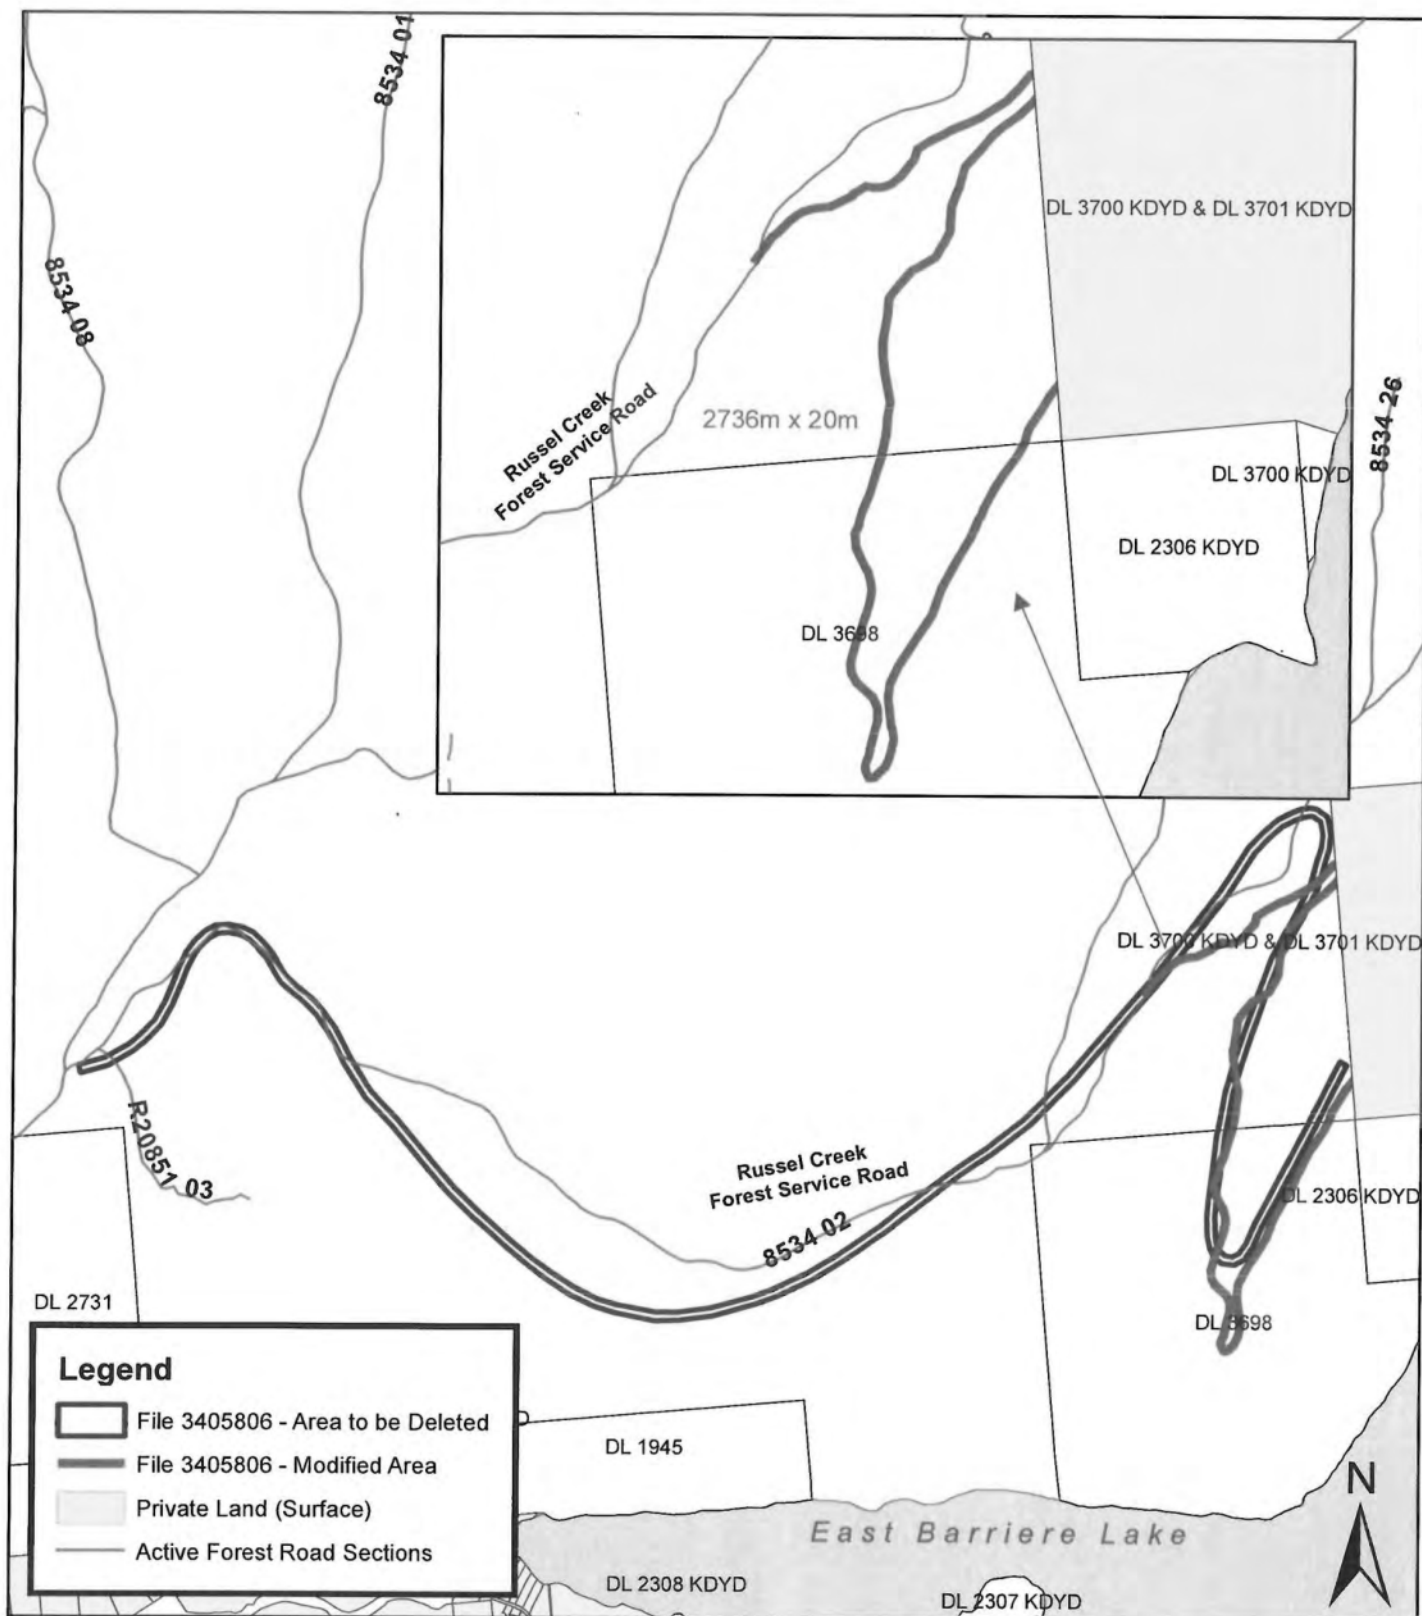 8534 01
8534 08
DL 3700 KDYD & DL 3701 KDYD
Russel Creek
Forest Service Road
2736m x 20m
DL 3700 KDYD
8534 26
DL 2306 KDYD
DL 3698
DL 3700 KDYD & DL 3701 KDYD
R20851 03
Russel Creek
Forest Service Road
8534 02
DL 2306 KDYD
DL 2731
DL 3698
Legend
File 3405806 - Area to be Deleted
File 3405806 - Modified Area
Private Land (Surface)
Active Forest Road Sections
DL 1945
N
East Barriere Lake
DL 2308 KDYD
DL 2307 KDYD